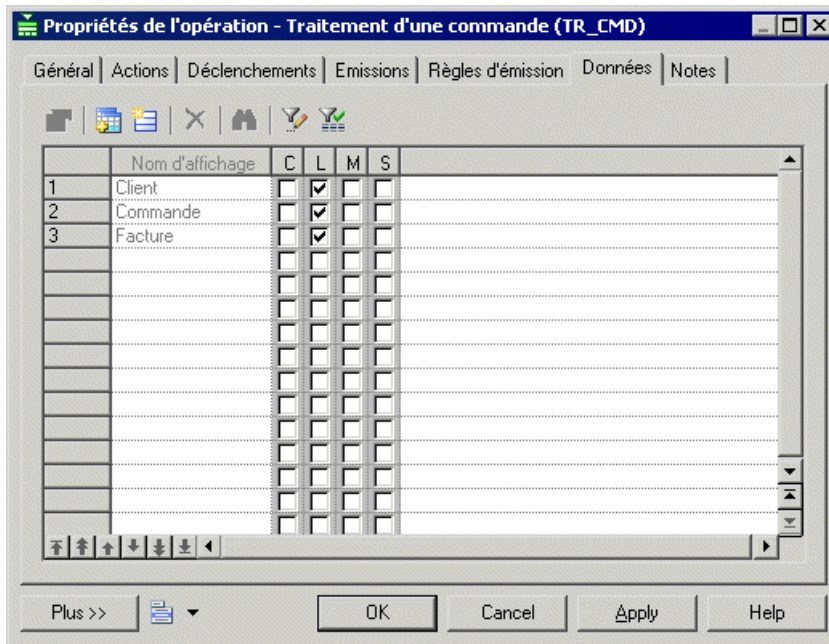 Propriétés de l'opération - Traitement d'une commande (TR_CMD)
Général Actions Déclenchements Emissions Règles d'émission Données Notes
Nom d'affichage C L M S
1 Client
2 Commande
3 Facture
Plus >> OK Cancel Apply Help